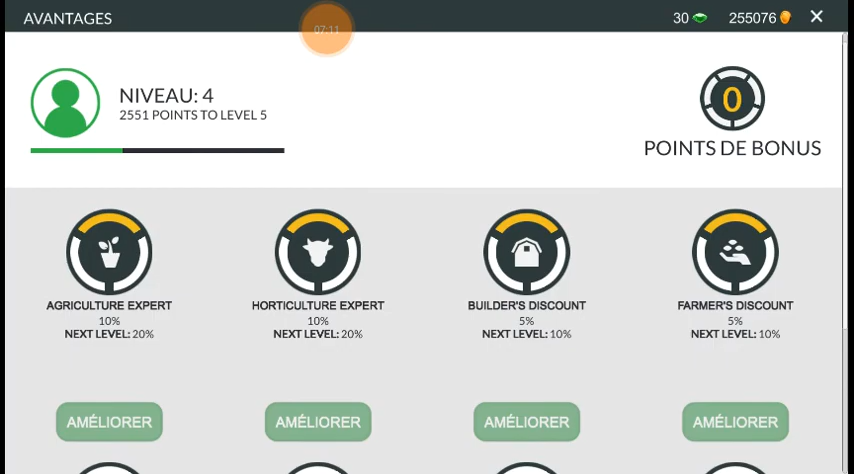 AVANTAGES
07:11
30
255076
NIVEAU: 4
2551 POINTS TO LEVEL 5
0
POINTS DE BONUS
AGRICULTURE EXPERT
10%
NEXT LEVEL: 20%
HORTICULTURE EXPERT
10%
NEXT LEVEL: 20%
BUILDER'S DISCOUNT
5%
NEXT LEVEL: 10%
FARMER'S DISCOUNT
5%
NEXT LEVEL: 10%
AMÉLIORER
AMÉLIORER
AMÉLIORER
AMÉLIORER